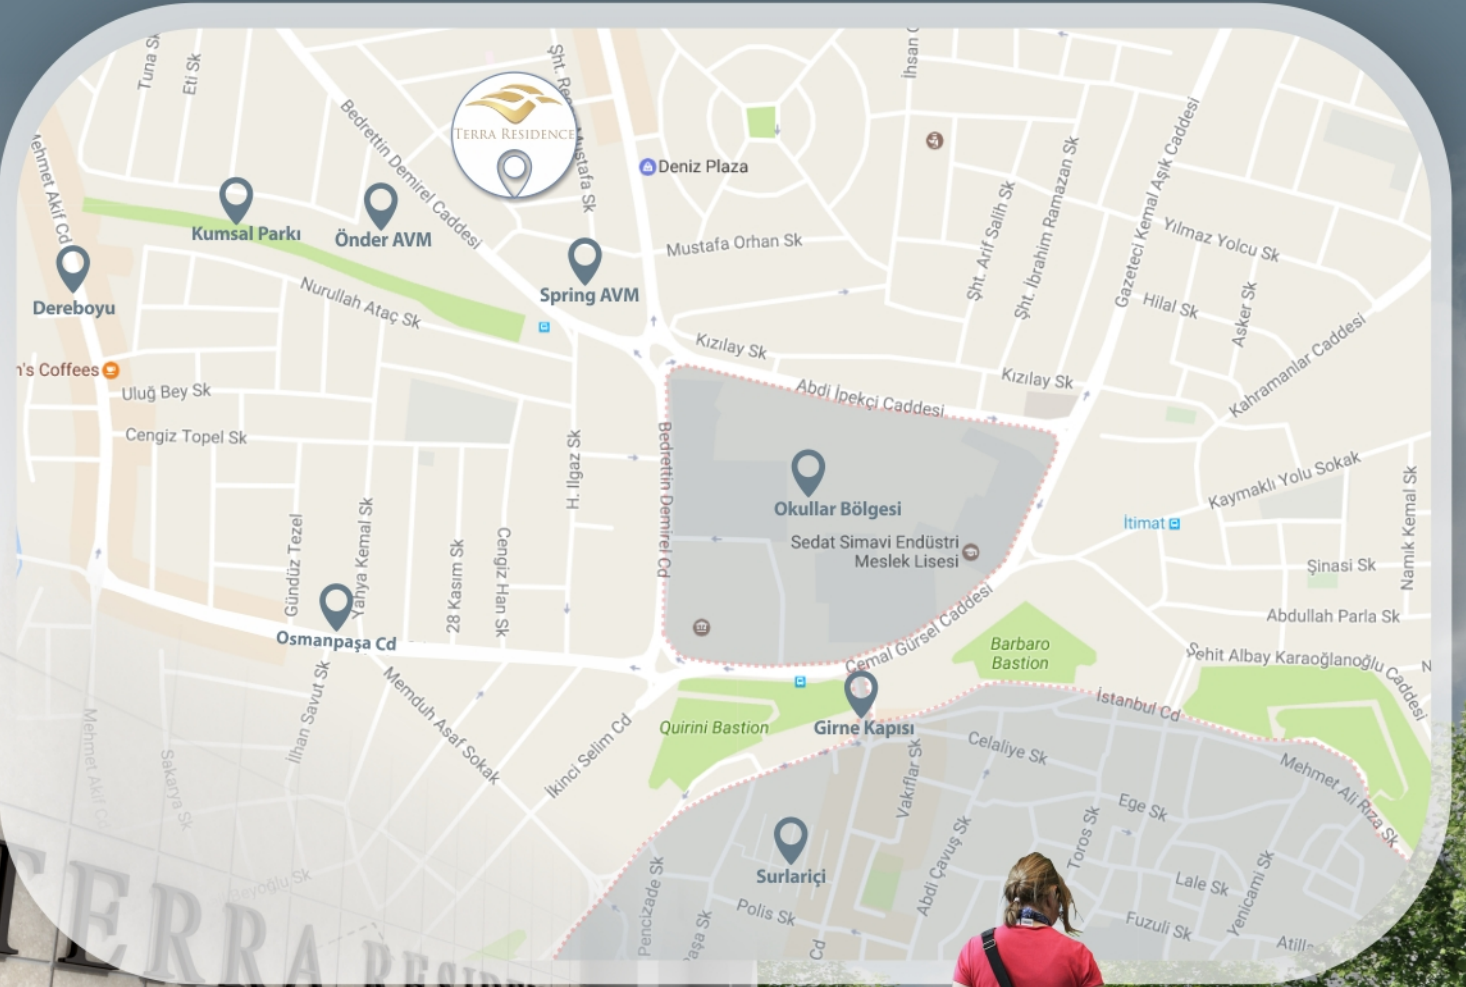 Tuna Sk
Eti Sk
Bedrettin Demirel Caddesi
TERRA RESIDENCE
Mustafa Sk
Deniz Plaza
Mehmet Akif Cd
Kumsal Parkı
Önder AVM
Dereboyu
Nurullah Ataç Sk
Spring AVM
Mustafa Orhan Sk
Şht. Arif Salih Sk
Şht. İbrahim Ramazan Sk
Gazeteci Kemal Aşık Caddesi
Yılmaz Yolcu Sk
Hilal Sk
Asker Sk
Kahramanlar Caddesi
Kızılay Sk
Kızılay Sk
Abdi İpekçi Caddesi
n's Coffees
Uluğ Bey Sk
Cengiz Topel Sk
H. Ilgaz Sk
Bedrettin Demirel Cd
Okullar Bölgesi
Sedat Simavi Endüstri
Meslek Lisesi
Kaymaklı Yolu Sokak
İtimat
Namık Kemal Sk
Şinasi Sk
Abdullah Parla Sk
Gündüz Tezel
Yahya Kemal Sk
28 Kasım Sk
Cengiz Han Sk
Osmanpaşa Cd
Cemal Gürsel Caddesi
Barbaro
Bastion
Şehit Albay Karaoğlanoğlu Caddesi
N
İlhan Savut Sk
Memduh Asaf Sokak
İkinci Selim Cd
Quirini Bastion
Girne Kapısı
İstanbul Cd
Mehmet Akif Cd
Sakarya Sk
Vakıflar Sk
Celaliye Sk
Mehmet Ali Rıza Sk
Ege Sk
Toros Sk
Surlariçi
Abdi Çavuş Sk
Lale Sk
Yenicami Sk
Pencizade Sk
Polis Sk
Fuzuli Sk
Paşa Sk
Cd
TERRA RESIDE